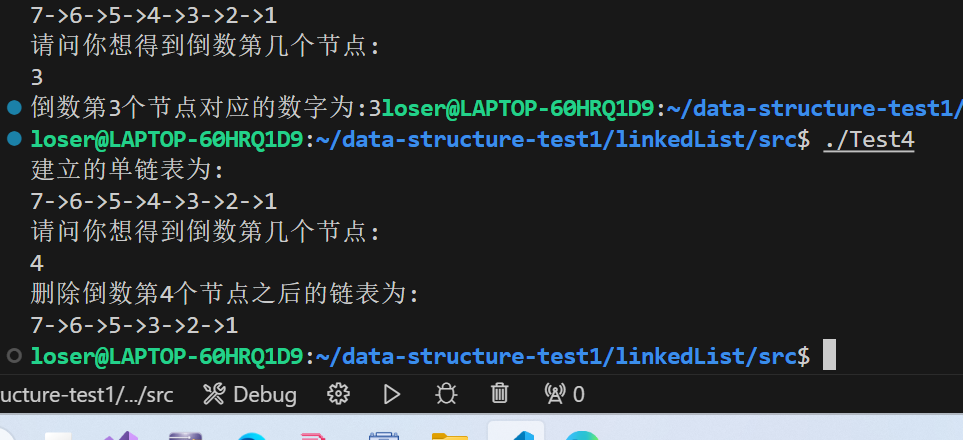 7->6->5->4->3->2->1
请问你想得到倒数第几个节点:
3
倒数第3个节点对应的数字为:3loser@LAPTOP-60HRQ1D9:~/data-structure-test1/
loser@LAPTOP-60HRQ1D9:~/data-structure-test1/linkedList/src$ ./Test4
建立的单链表为:
7->6->5->4->3->2->1
请问你想得到倒数第几个节点:
4
删除倒数第4个节点之后的链表为:
7->6->5->3->2->1
loser@LAPTOP-60HRQ1D9:~/data-structure-test1/linkedList/src$
ucture-test1/.../src Debug 0